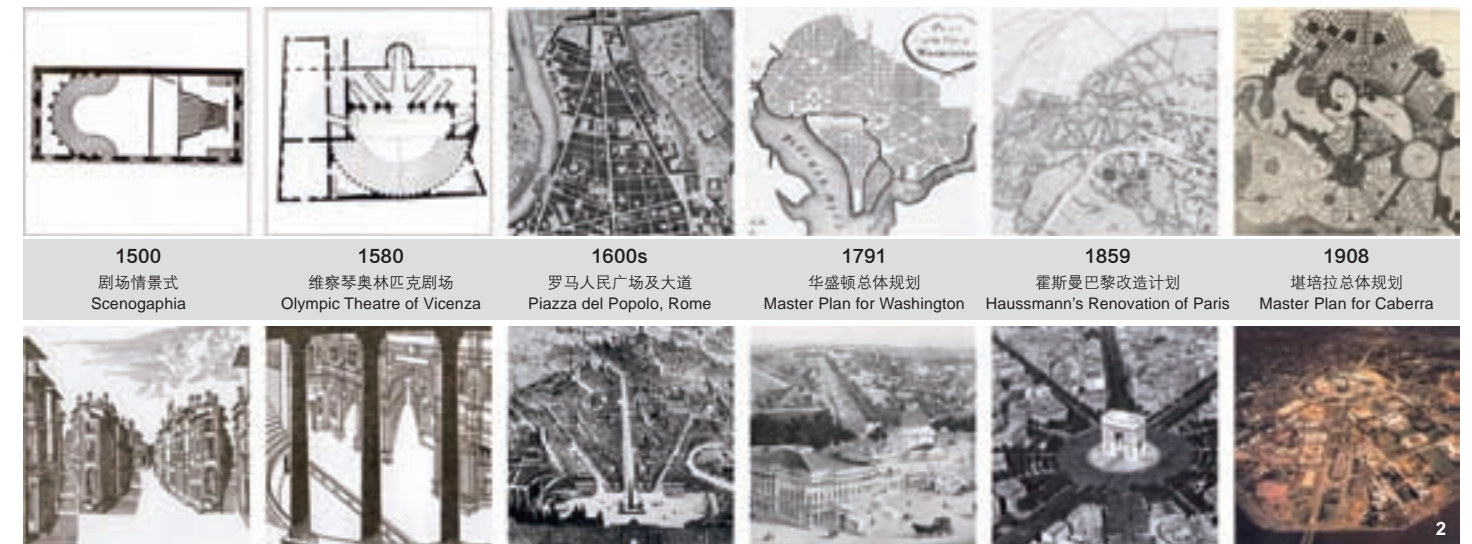 1500
剧场情景式
Scenogaphia
1580
维察琴奥林匹克剧场
Olympic Theatre of Vicenza
1600s
罗马人民广场及大道
Piazza del Popolo, Rome
1791
华盛顿总体规划
Master Plan for Washington
1859
霍斯曼巴黎改造计划
Haussmann's Renovation of Paris
1908
堪培拉总体规划
Master Plan for Caberra
2